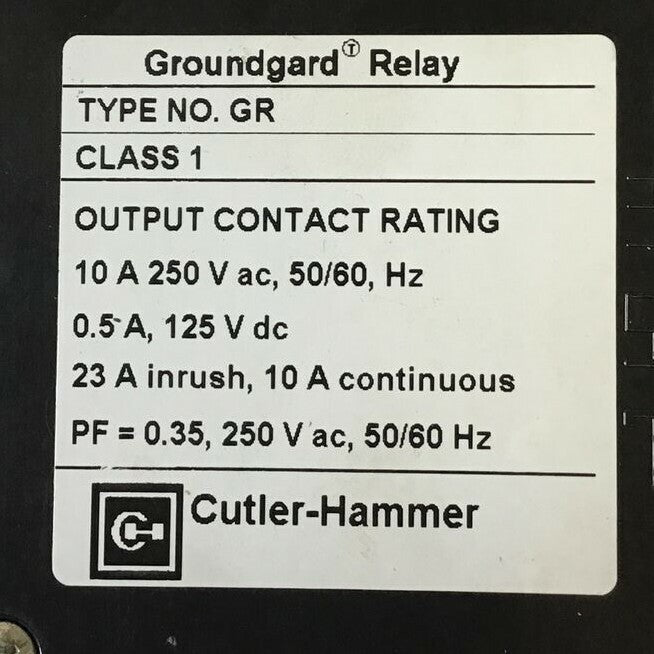 Groundgard Ⓣ Relay
TYPE NO. GR
CLASS 1
OUTPUT CONTACT RATING
10 A 250 V ac, 50/60, Hz
0.5 A, 125 V dc
23 A inrush, 10 A continuous
PF = 0.35, 250 V ac, 50/60 Hz
Cutler-Hammer